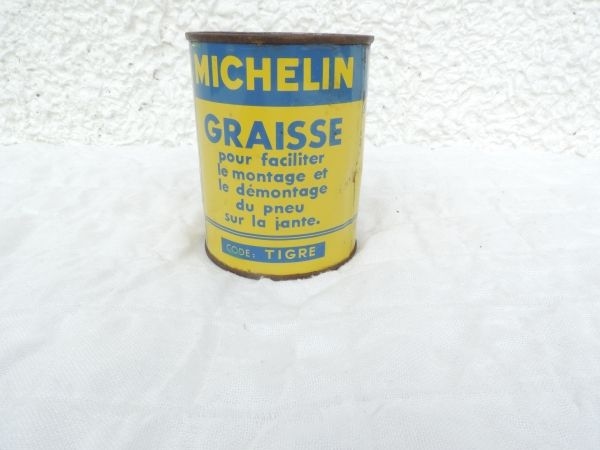 MICHELIN
GRAISSE
pour faciliter
le montage et
le démontage
du pneu
sur la jante.
CODE: TIGRE